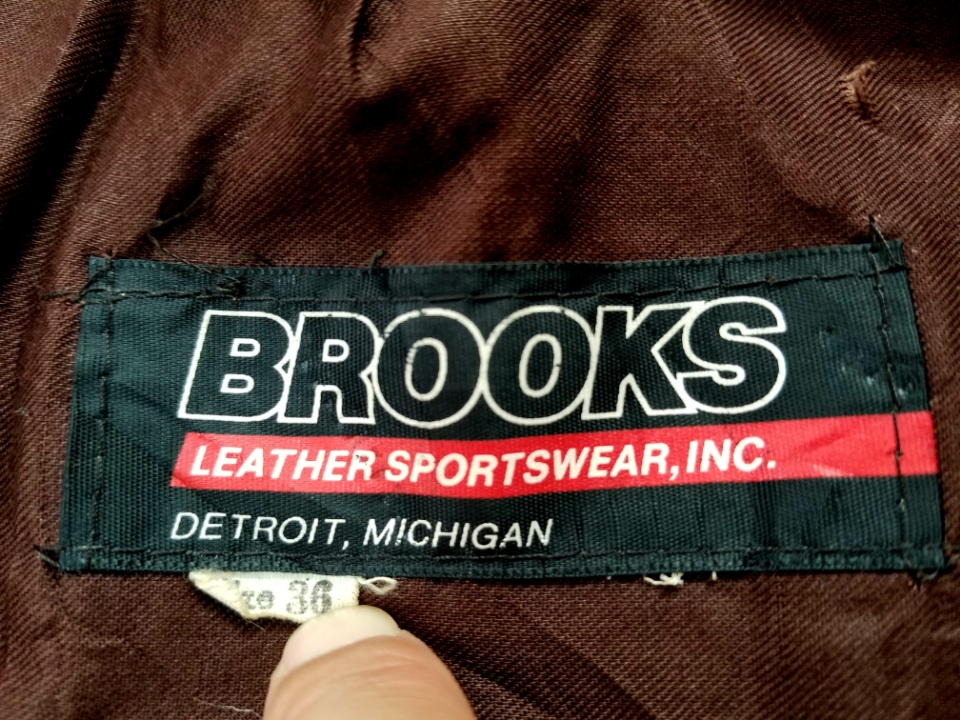 BROOKS
LEATHER SPORTSWEAR, INC.
DETROIT, MICHIGAN
36